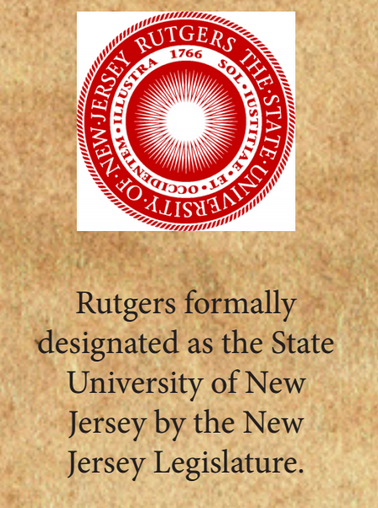 RUTGERS THE·STATE·UNIVERSITY·OF·NEW·JERSEY
1766
SOL·IUSTITIAE·ET·OCCIDENTEM·ILLUSTRA
Rutgers formally
designated as the State
University of New
Jersey by the New
Jersey Legislature.